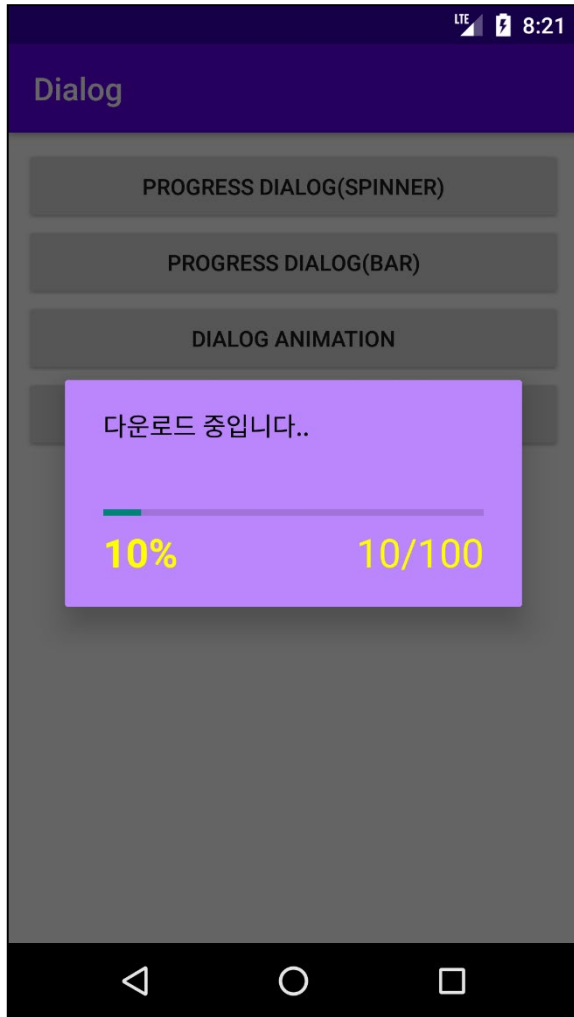 LTE 8:21
Dialog
PROGRESS DIALOG(SPINNER)
PROGRESS DIALOG(BAR)
DIALOG ANIMATION
다운로드 중입니다..
10% 10/100